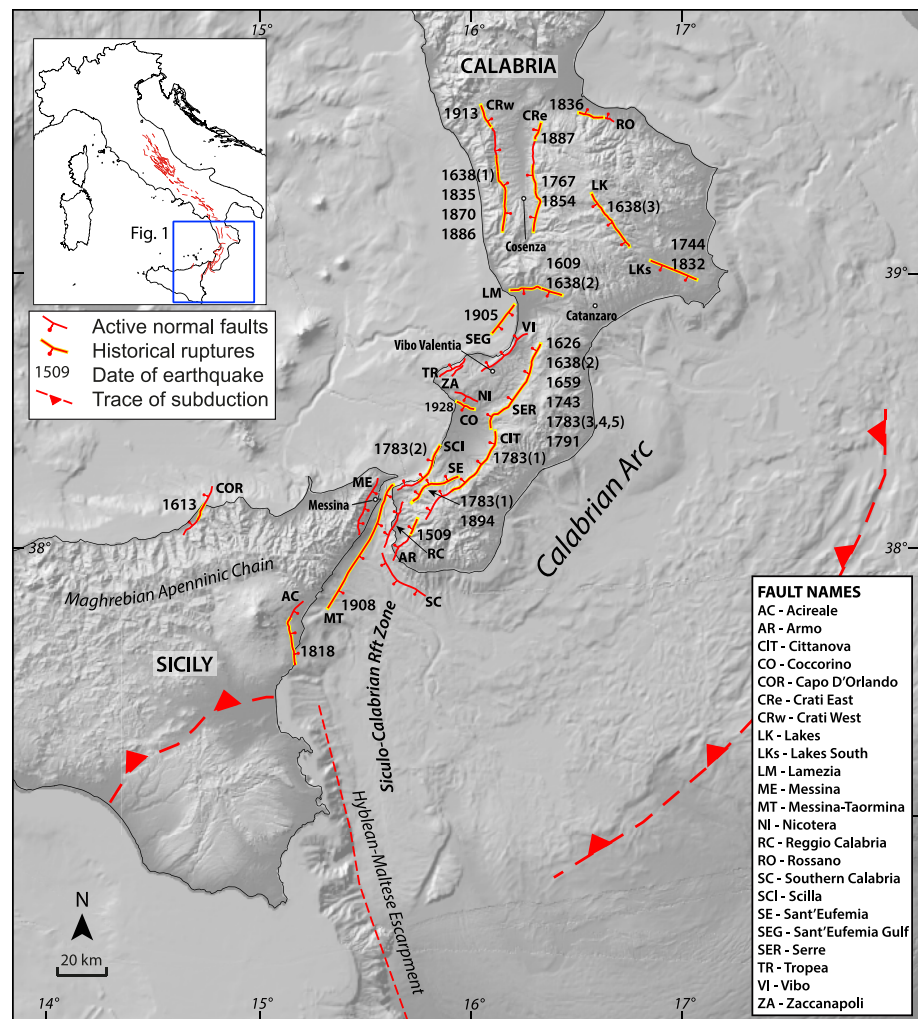 15°
16°
17°
CALABRIA
CRw
1913
CRe
1887
1836
RO
1638(1)
1835
1870
1886
1767
1854
Cosenza
LK
1638(3)
1744
1832
LKs
39°
1609
1638(2)
LM
Catanzaro
1905
SEG
VI
Vibo Valentia
TR
ZA
NI
1928
CO
SER
1626
1638(2)
1659
1743
1783(3,4,5)
1791
CIT
1783(1)
SCI
1783(2)
SE
1783(1)
1894
ME
Messina
COR
1613
1509
RC
AR
SC
38°
Calabrian Arc
Maghrebian Apenninic Chain
AC
1908
MT
1818
SICILY
Siculo-Calabrian Rft Zone
Hyblean-Maltese Escarpment
Fig. 1
Active normal faults
Historical ruptures
1509 Date of earthquake
Trace of subduction
FAULT NAMES
AC - Acireale
AR - Armo
CIT - Cittanova
CO - Coccorino
COR - Capo D'Orlando
CRe - Crati East
CRw - Crati West
LK - Lakes
LKs - Lakes South
LM - Lamezia
ME - Messina
MT - Messina-Taormina
NI - Nicotera
RC - Reggio Calabria
RO - Rossano
SC - Southern Calabria
SCI - Scilla
SE - Sant'Eufemia
SEG - Sant'Eufemia Gulf
SER - Serre
TR - Tropea
VI - Vibo
ZA - Zaccanapoli
N
20 km
14°
15°
16°
17°